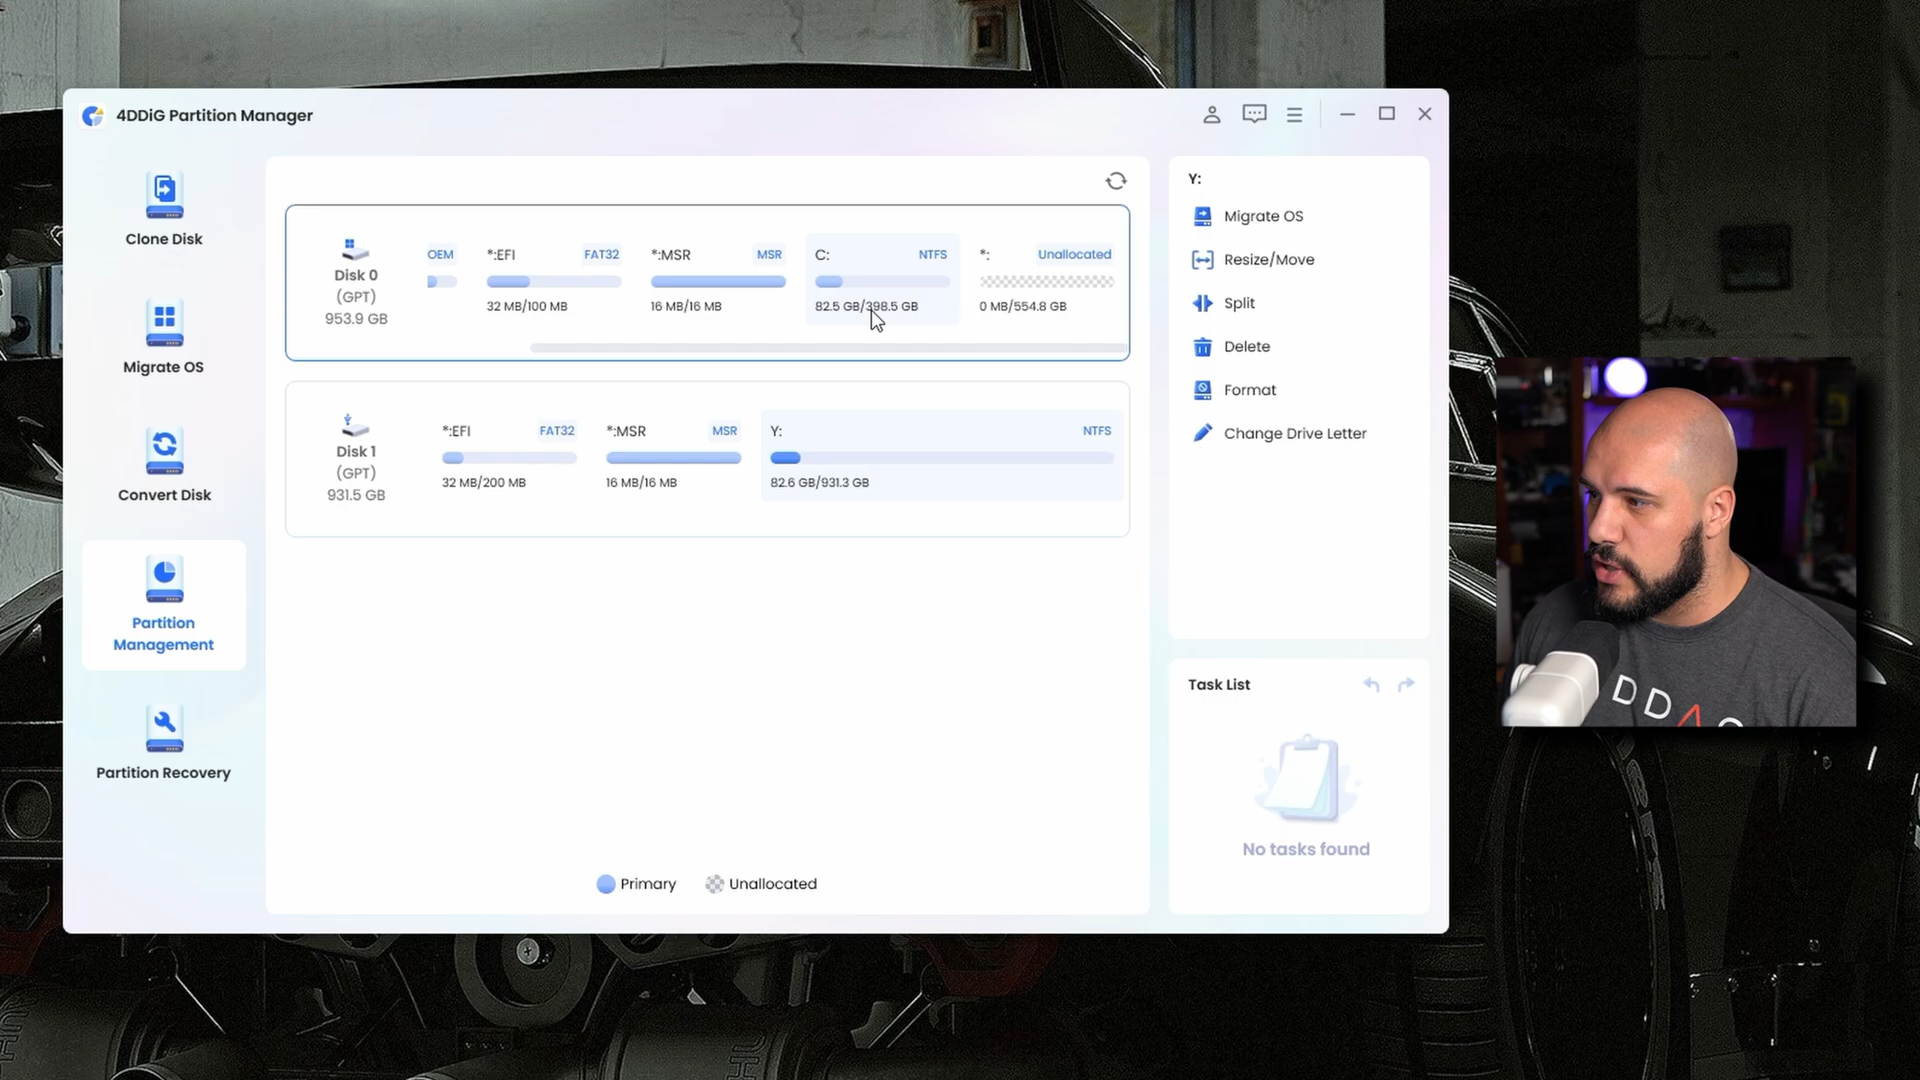 4DDiG Partition Manager
Clone Disk
Migrate OS
Convert Disk
Partition
Management
Partition Recovery
Disk 0
(GPT)
953.9 GB
OEM
*:EFI FAT32
32 MB/100 MB
*:MSR MSR
16 MB/16 MB
C: NTFS
82.5 GB/398.5 GB
*: Unallocated
0 MB/554.8 GB
Disk 1
(GPT)
931.5 GB
*:EFI FAT32
32 MB/200 MB
*:MSR MSR
16 MB/16 MB
Y: NTFS
82.6 GB/931.3 GB
Primary Unallocated
Y:
Migrate OS
Resize/Move
Split
Delete
Format
Change Drive Letter
Task List
No tasks found